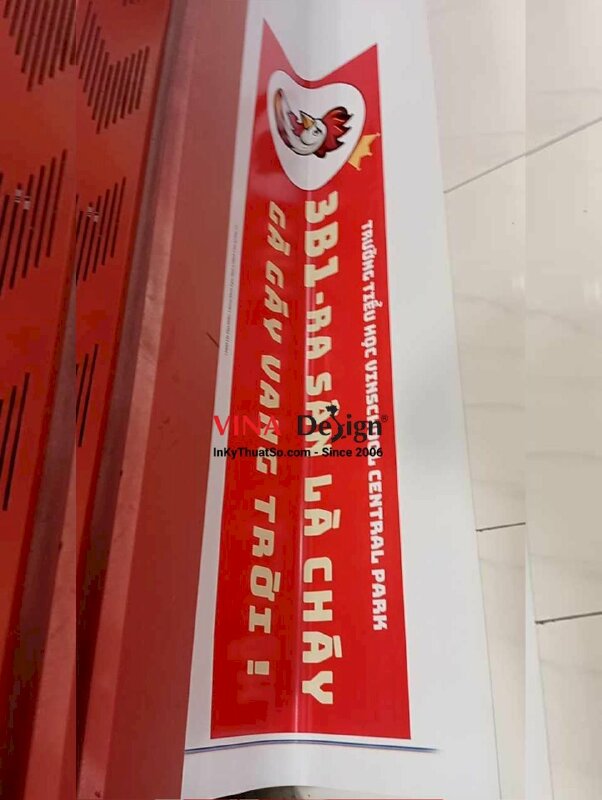 TRƯỜNG TIỂU HỌC VINSCHOOL CENTRAL PARK
3B1 - RA SÂN LÀ CHÁY
GÀ GÁY VANG TRỜI !
VINA Design®
InKyThuatSo.com - Since 2006